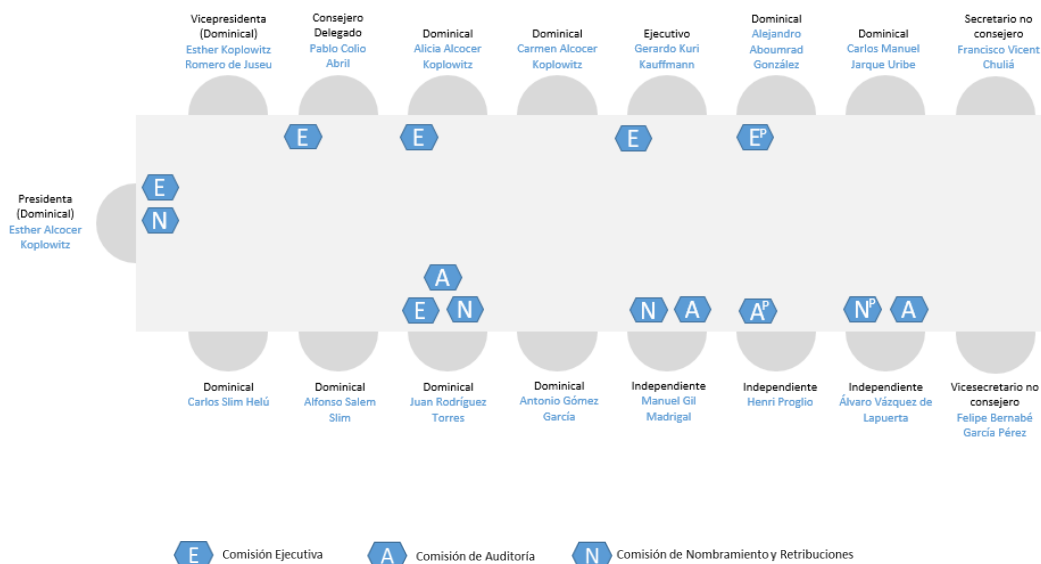 Vicepresidenta
(Dominical)
Esther Koplowitz
Romero de Juseu
Consejero
Delegado
Pablo Colio
Abril
Dominical
Alicia Alcocer
Koplowitz
Dominical
Carmen Alcocer
Koplowitz
Ejecutivo
Gerardo Kuri
Kauffmann
Dominical
Alejandro
Aboumrad
González
Dominical
Carlos Manuel
Jarque Uribe
Secretario no
consejero
Francisco Vicent
Chuliá
E
E
E
E^P
Presidenta
(Dominical)
Esther Alcocer
Koplowitz
E
N
A
E
N
N
A
A^P
N^P
A
Dominical
Carlos Slim Helú
Dominical
Alfonso Salem
Slim
Dominical
Juan Rodríguez
Torres
Dominical
Antonio Gómez
García
Independiente
Manuel Gil
Madrigal
Independiente
Henri Proglio
Independiente
Álvaro Vázquez de
Lapuerta
Vicesecretario no
consejero
Felipe Bernabé
García Pérez
E Comisión Ejecutiva
A Comisión de Auditoría
N Comisión de Nombramiento y Retribuciones